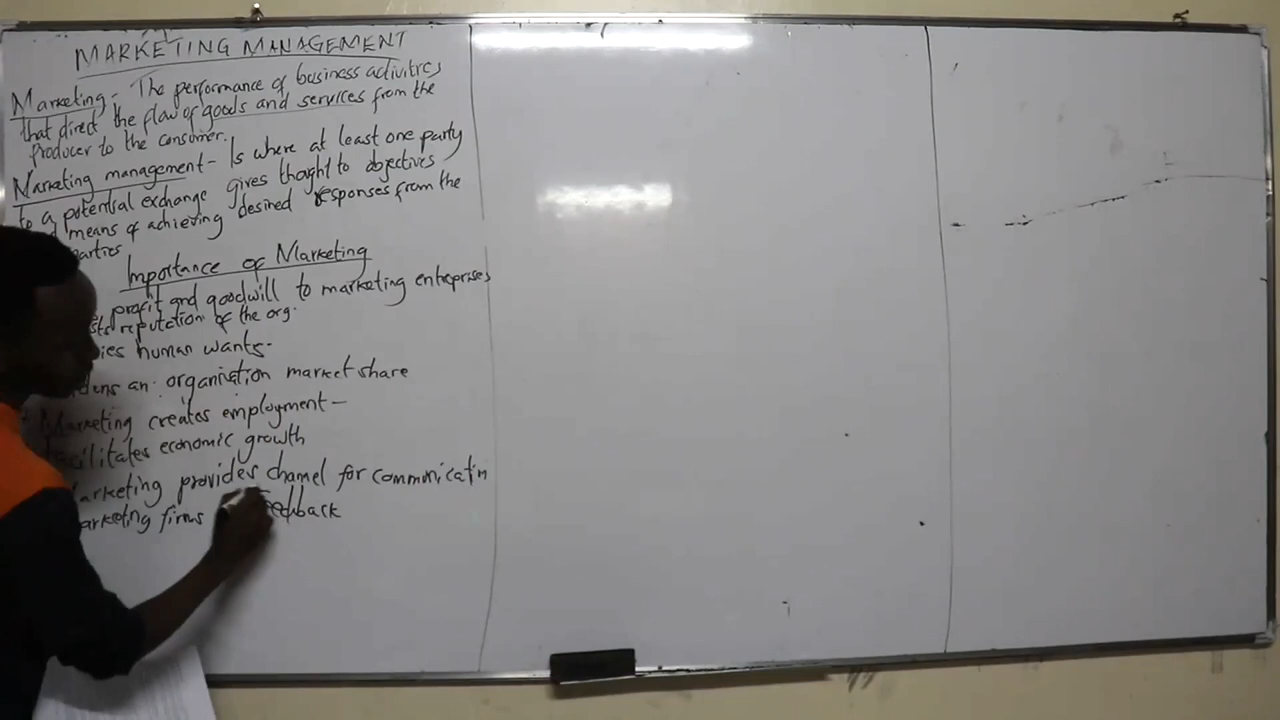 MARKETING MANAGEMENT
Marketing - The performance of business activities
that direct the flow of goods and services from the
producer to the consumer.
Marketing management - Is where at least one party
to a potential exchange gives thought to objectives
means of achieving desired responses from the
parties
Importance of Marketing
profit and goodwill to marketing enterprises
reputation of the org.
human wants.
an organisation market share
Marketing creates employment -
economic growth
Marketing provides channel for communicatin
firms feedback